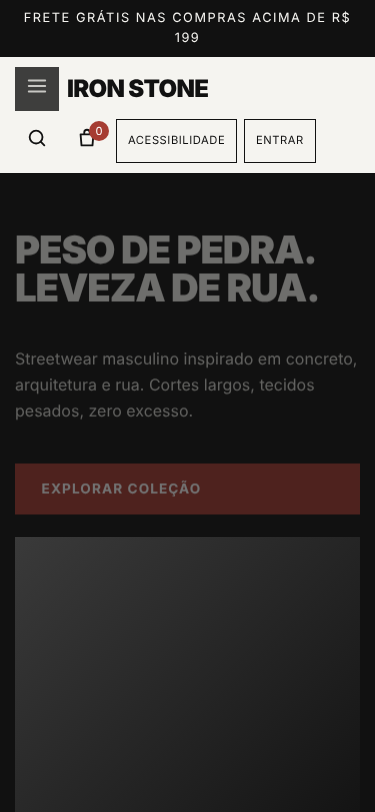 FRETE GRÁTIS NAS COMPRAS ACIMA DE R$
199
IRON STONE
0
ACESSIBILIDADE
ENTRAR
PESO DE PEDRA.
LEVEZA DE RUA.
Streetwear masculino inspirado em concreto,
arquitetura e rua. Cortes largos, tecidos
pesados, zero excesso.
EXPLORAR COLEÇÃO